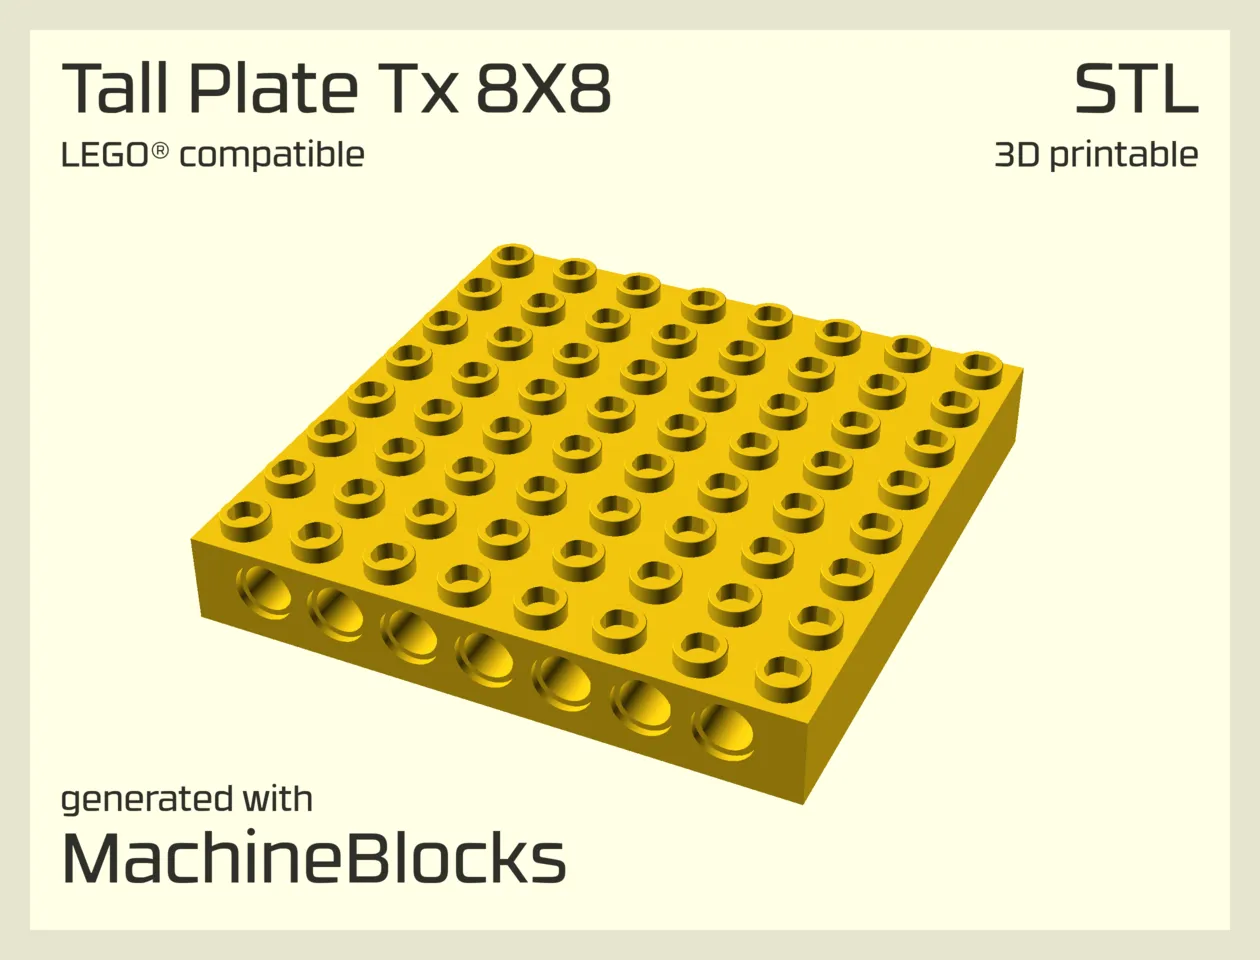 Tall Plate Tx 8X8
STL
LEGO® compatible
3D printable
generated with
MachineBlocks